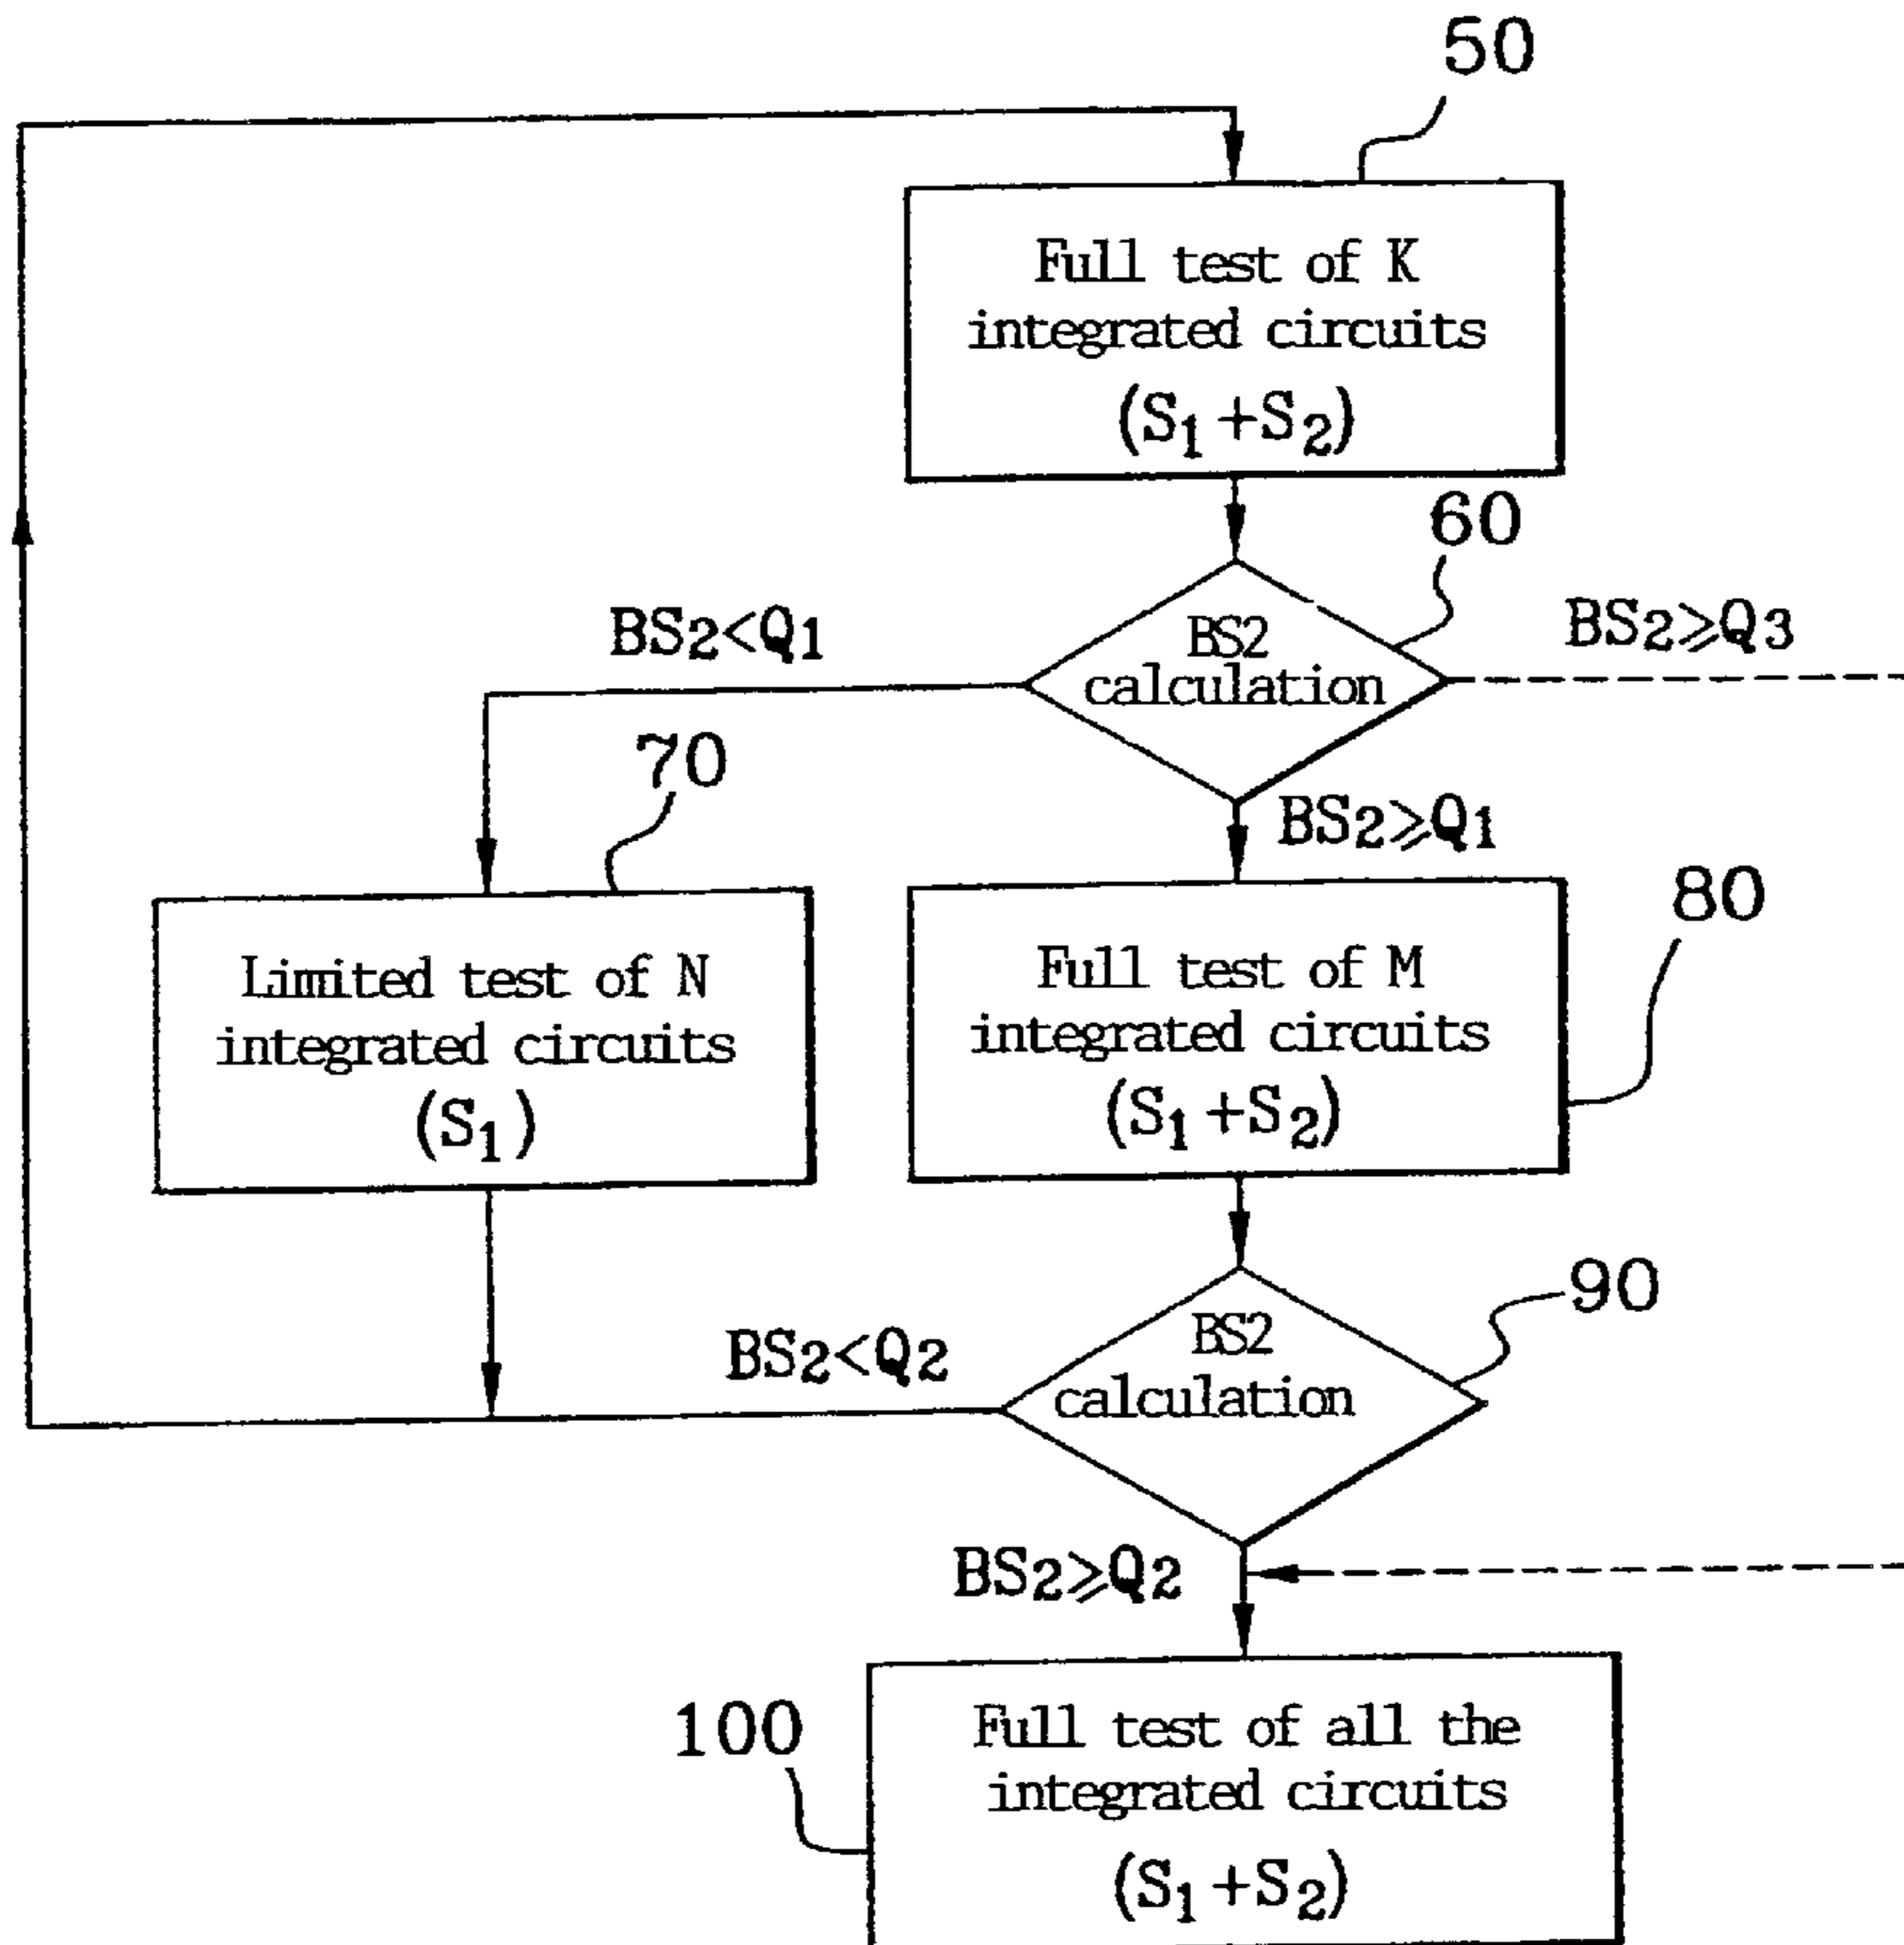 50
Full test of K
integrated circuits
(S1+S2)
60
BS2<Q1
BS2
calculation
BS2⩾Q3
70
BS2⩾Q1
80
Limited test of N
integrated circuits
(S1)
Full test of M
integrated circuits
(S1+S2)
90
BS2<Q2
BS2
calculation
BS2⩾Q2
100
Full test of all the
integrated circuits
(S1+S2)